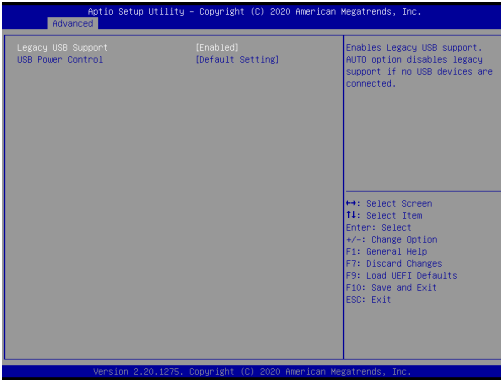 Aptio Setup Utility – Copyright (C) 2020 American Megatrends, Inc.
Advanced
Legacy USB Support [Enabled]
USB Power Control [Default Setting]
Enables Legacy USB support.
AUTO option disables legacy
support if no USB devices are
connected.
↔: Select Screen
↑↓: Select Item
Enter: Select
+/-: Change Option
F1: General Help
F7: Discard Changes
F9: Load UEFI Defaults
F10: Save and Exit
ESC: Exit
Version 2.20.1275. Copyright (C) 2020 American Megatrends, Inc.